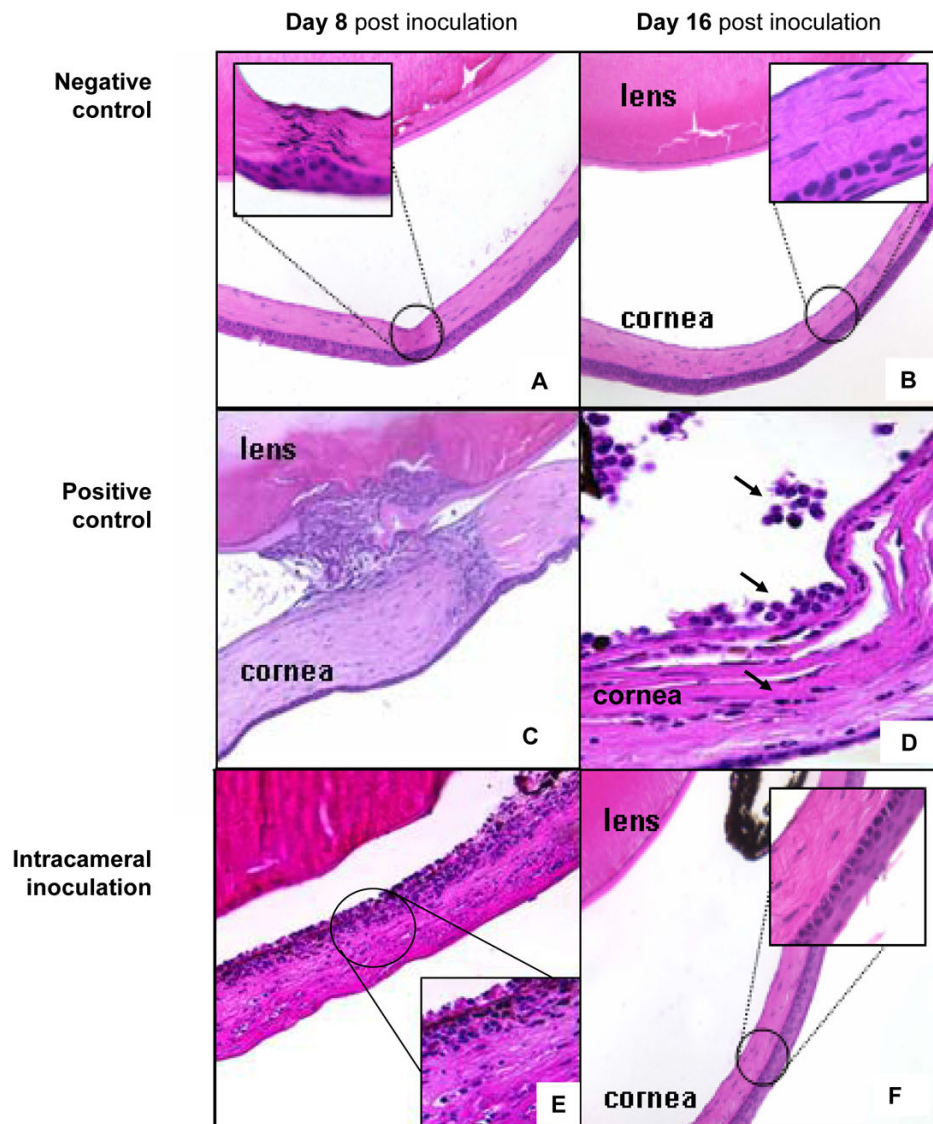 Day 8 post inoculation
Day 16 post inoculation
Negative
control
lens
cornea
A
B
Positive
control
lens
cornea
C
cornea
D
Intracameral
inoculation
E
lens
cornea
F